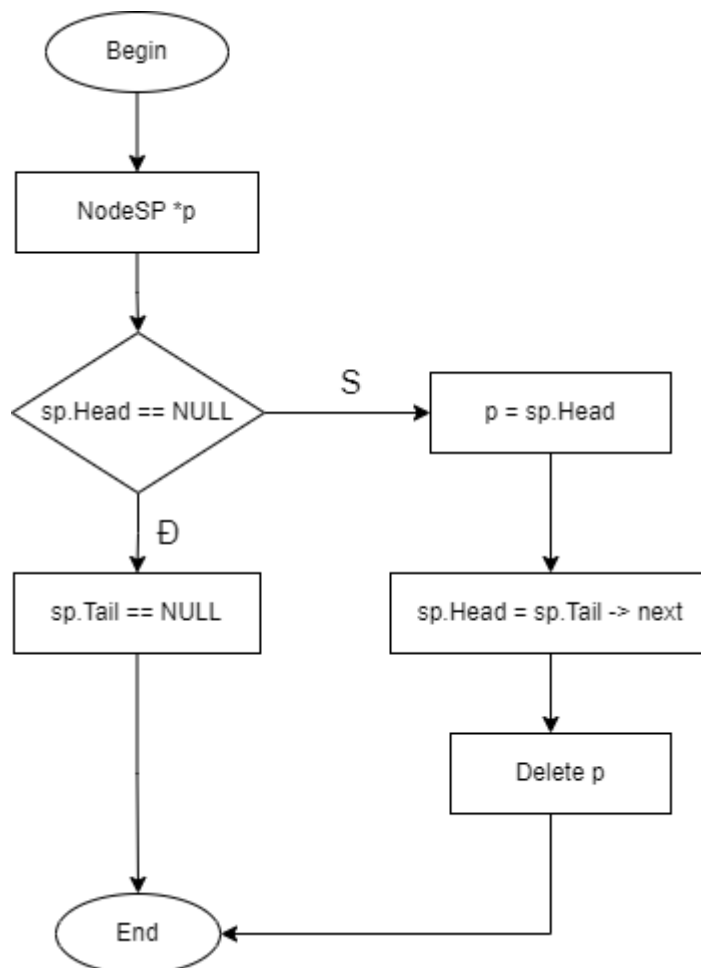 Begin
NodeSP *p
sp.Head == NULL
S
p = sp.Head
Đ
sp.Tail == NULL
sp.Head = sp.Tail -> next
Delete p
End